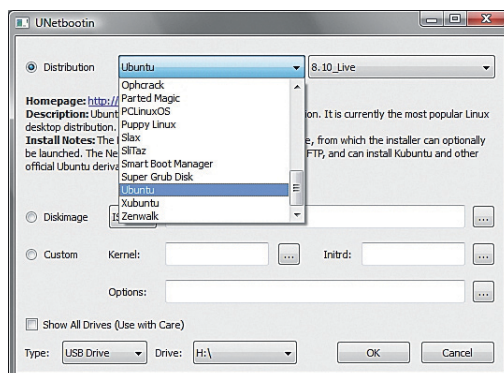 UNetbootin
Distribution Ubuntu 8.10_Live
Ophcrack
Parted Magic
PCLinuxOS
Puppy Linux
Slax
SliTaz
Smart Boot Manager
Super Grub Disk
Ubuntu
Xubuntu
Zenwalk
Homepage: http://
Description: Ubunt on. It is currently the most popular Linux
desktop distribution.
Install Notes: The e, from which the installer can optionally
be launched. The Ne FTP, and can install Kubuntu and other
official Ubuntu deriva
Diskimage
Custom Kernel: ... Initrd: ...
Options: ...
Show All Drives (Use with Care)
Type: USB Drive Drive: H:\ OK Cancel